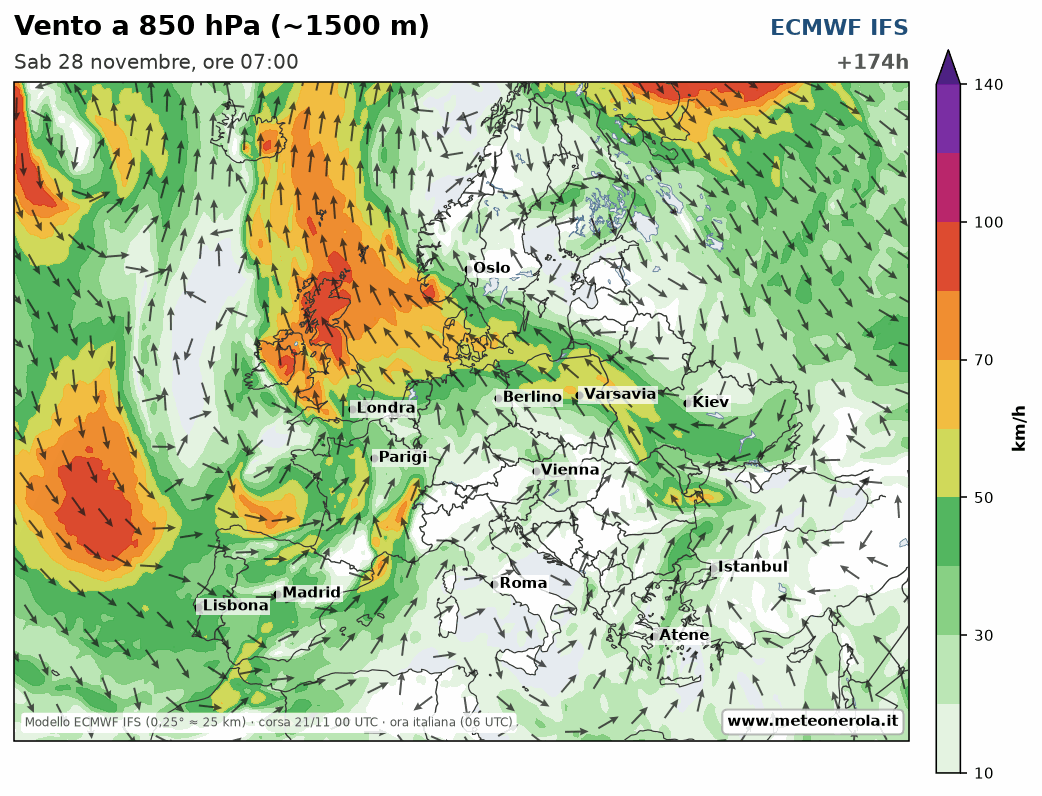 Vento a 850 hPa (~1500 m)
ECMWF IFS
Sab 28 novembre, ore 07:00
+174h
140
100
70
50
30
10
km/h
Oslo
Londra
Berlino
Varsavia
Kiev
Parigi
Vienna
Istanbul
Roma
Madrid
Lisbona
Atene
Modello ECMWF IFS (0,25° ≈ 25 km) · corsa 21/11 00 UTC · ora italiana (06 UTC)
www.meteonerola.it